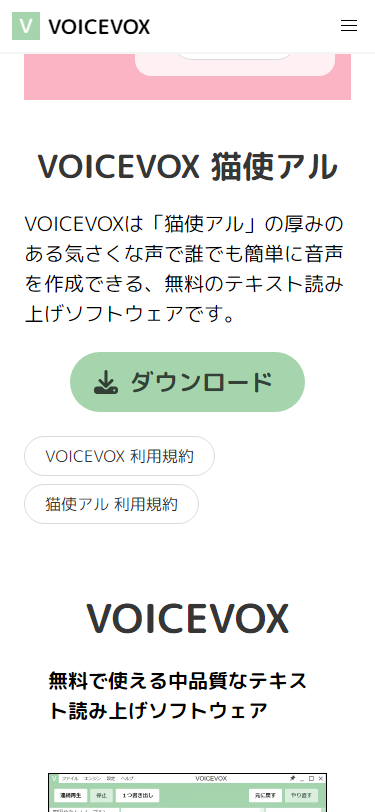 VOICEVOX
VOICEVOX 猫使アル
VOICEVOXは「猫使アル」の厚みの
ある気さくな声で誰でも簡単に音声
を作成できる、無料のテキスト読み
上げソフトウェアです。
ダウンロード
VOICEVOX 利用規約
猫使アル 利用規約
VOICEVOX
無料で使える中品質なテキス
ト読み上げソフトウェア
ファイル エンジン 設定 ヘルプ VOICEVOX
連続再生 停止 1つ書き出し 元に戻す やり直す